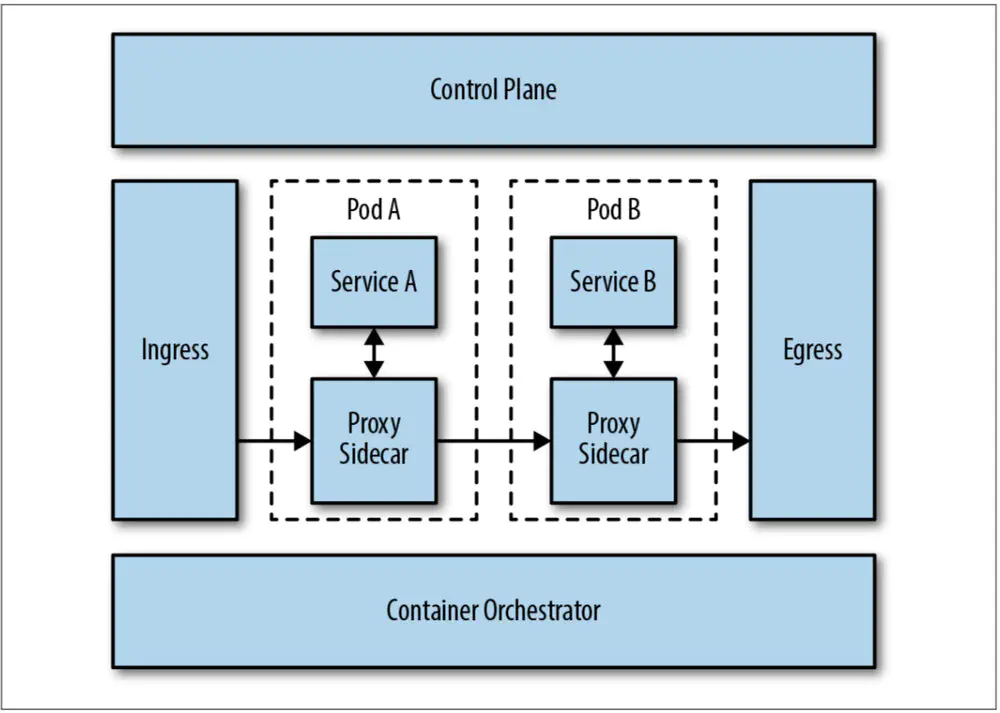 Control Plane
Pod A
Pod B
Service A
Service B
Ingress
Egress
Proxy
Sidecar
Proxy
Sidecar
Container Orchestrator